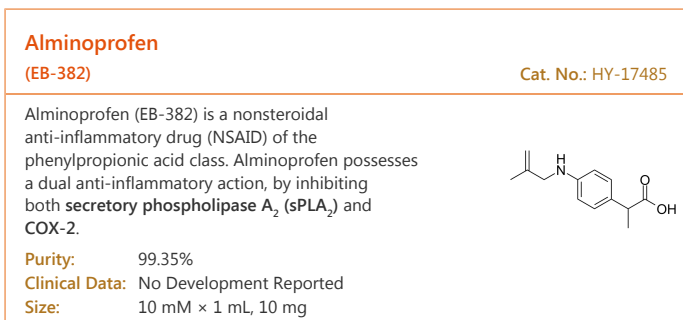 Alminoprofen
(EB-382)
Cat. No.: HY-17485
Alminoprofen (EB-382) is a nonsteroidal
anti-inflammatory drug (NSAID) of the
phenylpropionic acid class. Alminoprofen possesses
a dual anti-inflammatory action, by inhibiting
both secretory phospholipase A₂ (sPLA₂) and
COX-2.
H
N
O
OH
Purity: 99.35%
Clinical Data: No Development Reported
Size: 10 mM × 1 mL, 10 mg